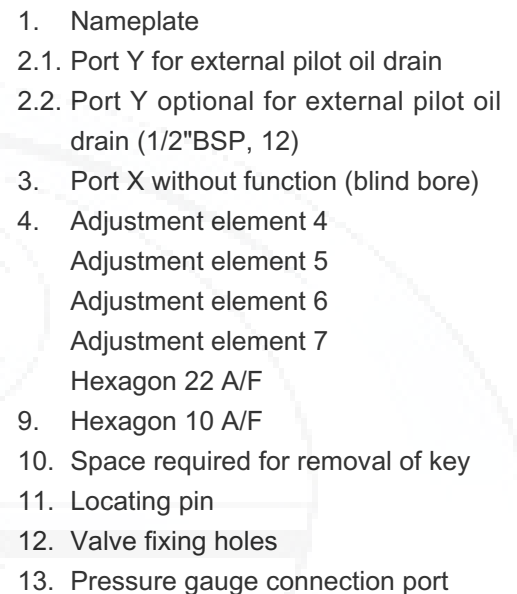 1. Nameplate
2.1. Port Y for external pilot oil drain
2.2. Port Y optional for external pilot oil
drain (1/2"BSP, 12)
3. Port X without function (blind bore)
4. Adjustment element 4
Adjustment element 5
Adjustment element 6
Adjustment element 7
Hexagon 22 A/F
9. Hexagon 10 A/F
10. Space required for removal of key
11. Locating pin
12. Valve fixing holes
13. Pressure gauge connection port